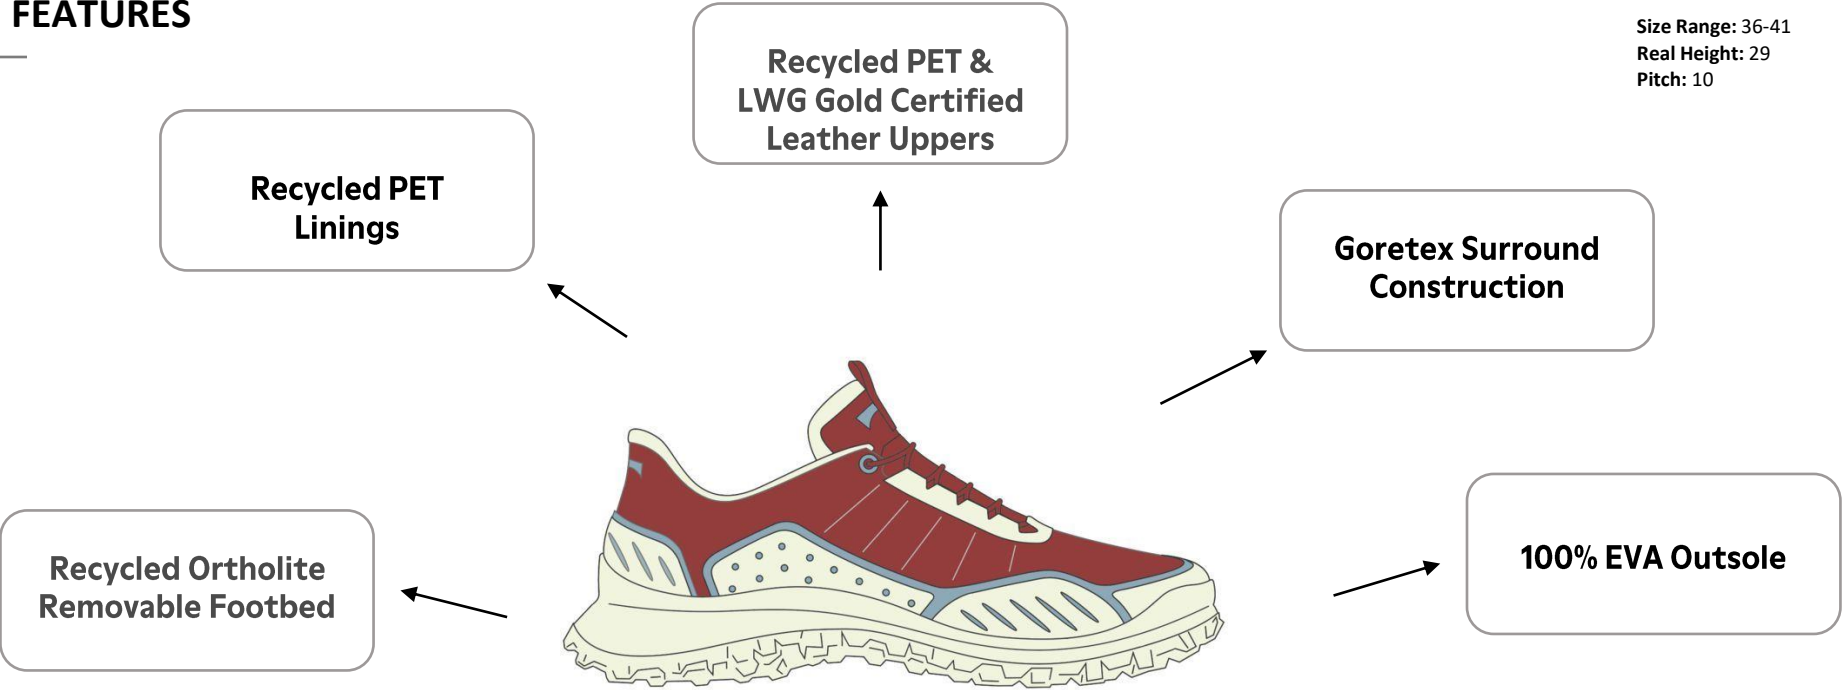 FEATURES
Size Range: 36-41
Real Height: 29
Pitch: 10
Recycled PET &
LWG Gold Certified
Leather Uppers
Recycled PET
Linings
Goretex Surround
Construction
Recycled Ortholite
Removable Footbed
100% EVA Outsole